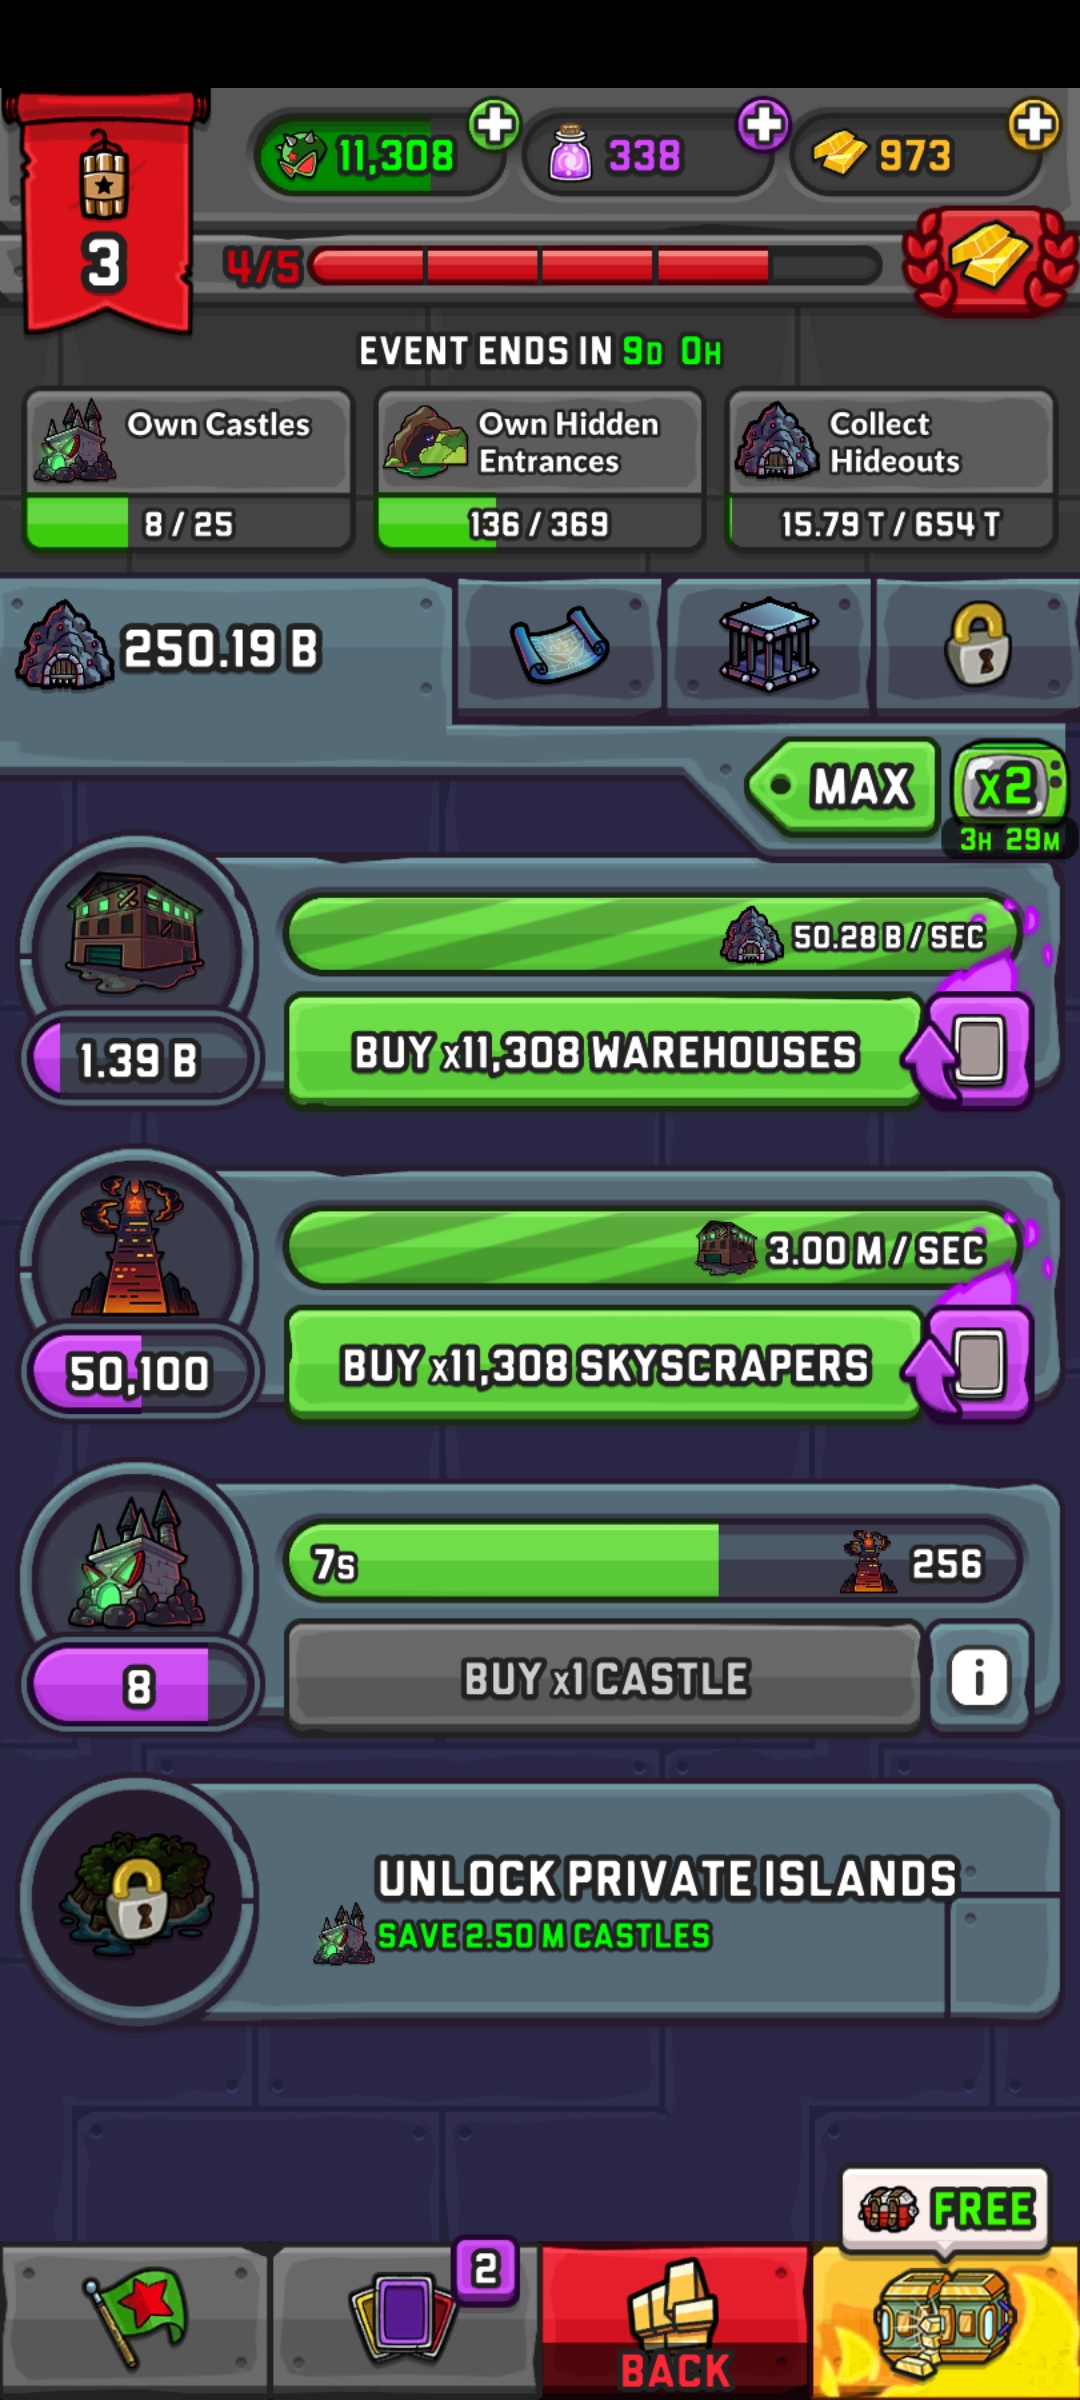 11,308
338
973
3
4/5
EVENT ENDS IN 9D 0H
Own Castles
8 / 25
Own Hidden
Entrances
136 / 369
Collect
Hideouts
15.79 T / 654 T
250.19 B
MAX
x2
3H 29M
50.28 B / SEC
1.39 B
BUY x11,308 WAREHOUSES
3.00 M / SEC
50,100
BUY x11,308 SKYSCRAPERS
7s
256
8
BUY x1 CASTLE
i
UNLOCK PRIVATE ISLANDS
SAVE 2.50 M CASTLES
FREE
2
BACK